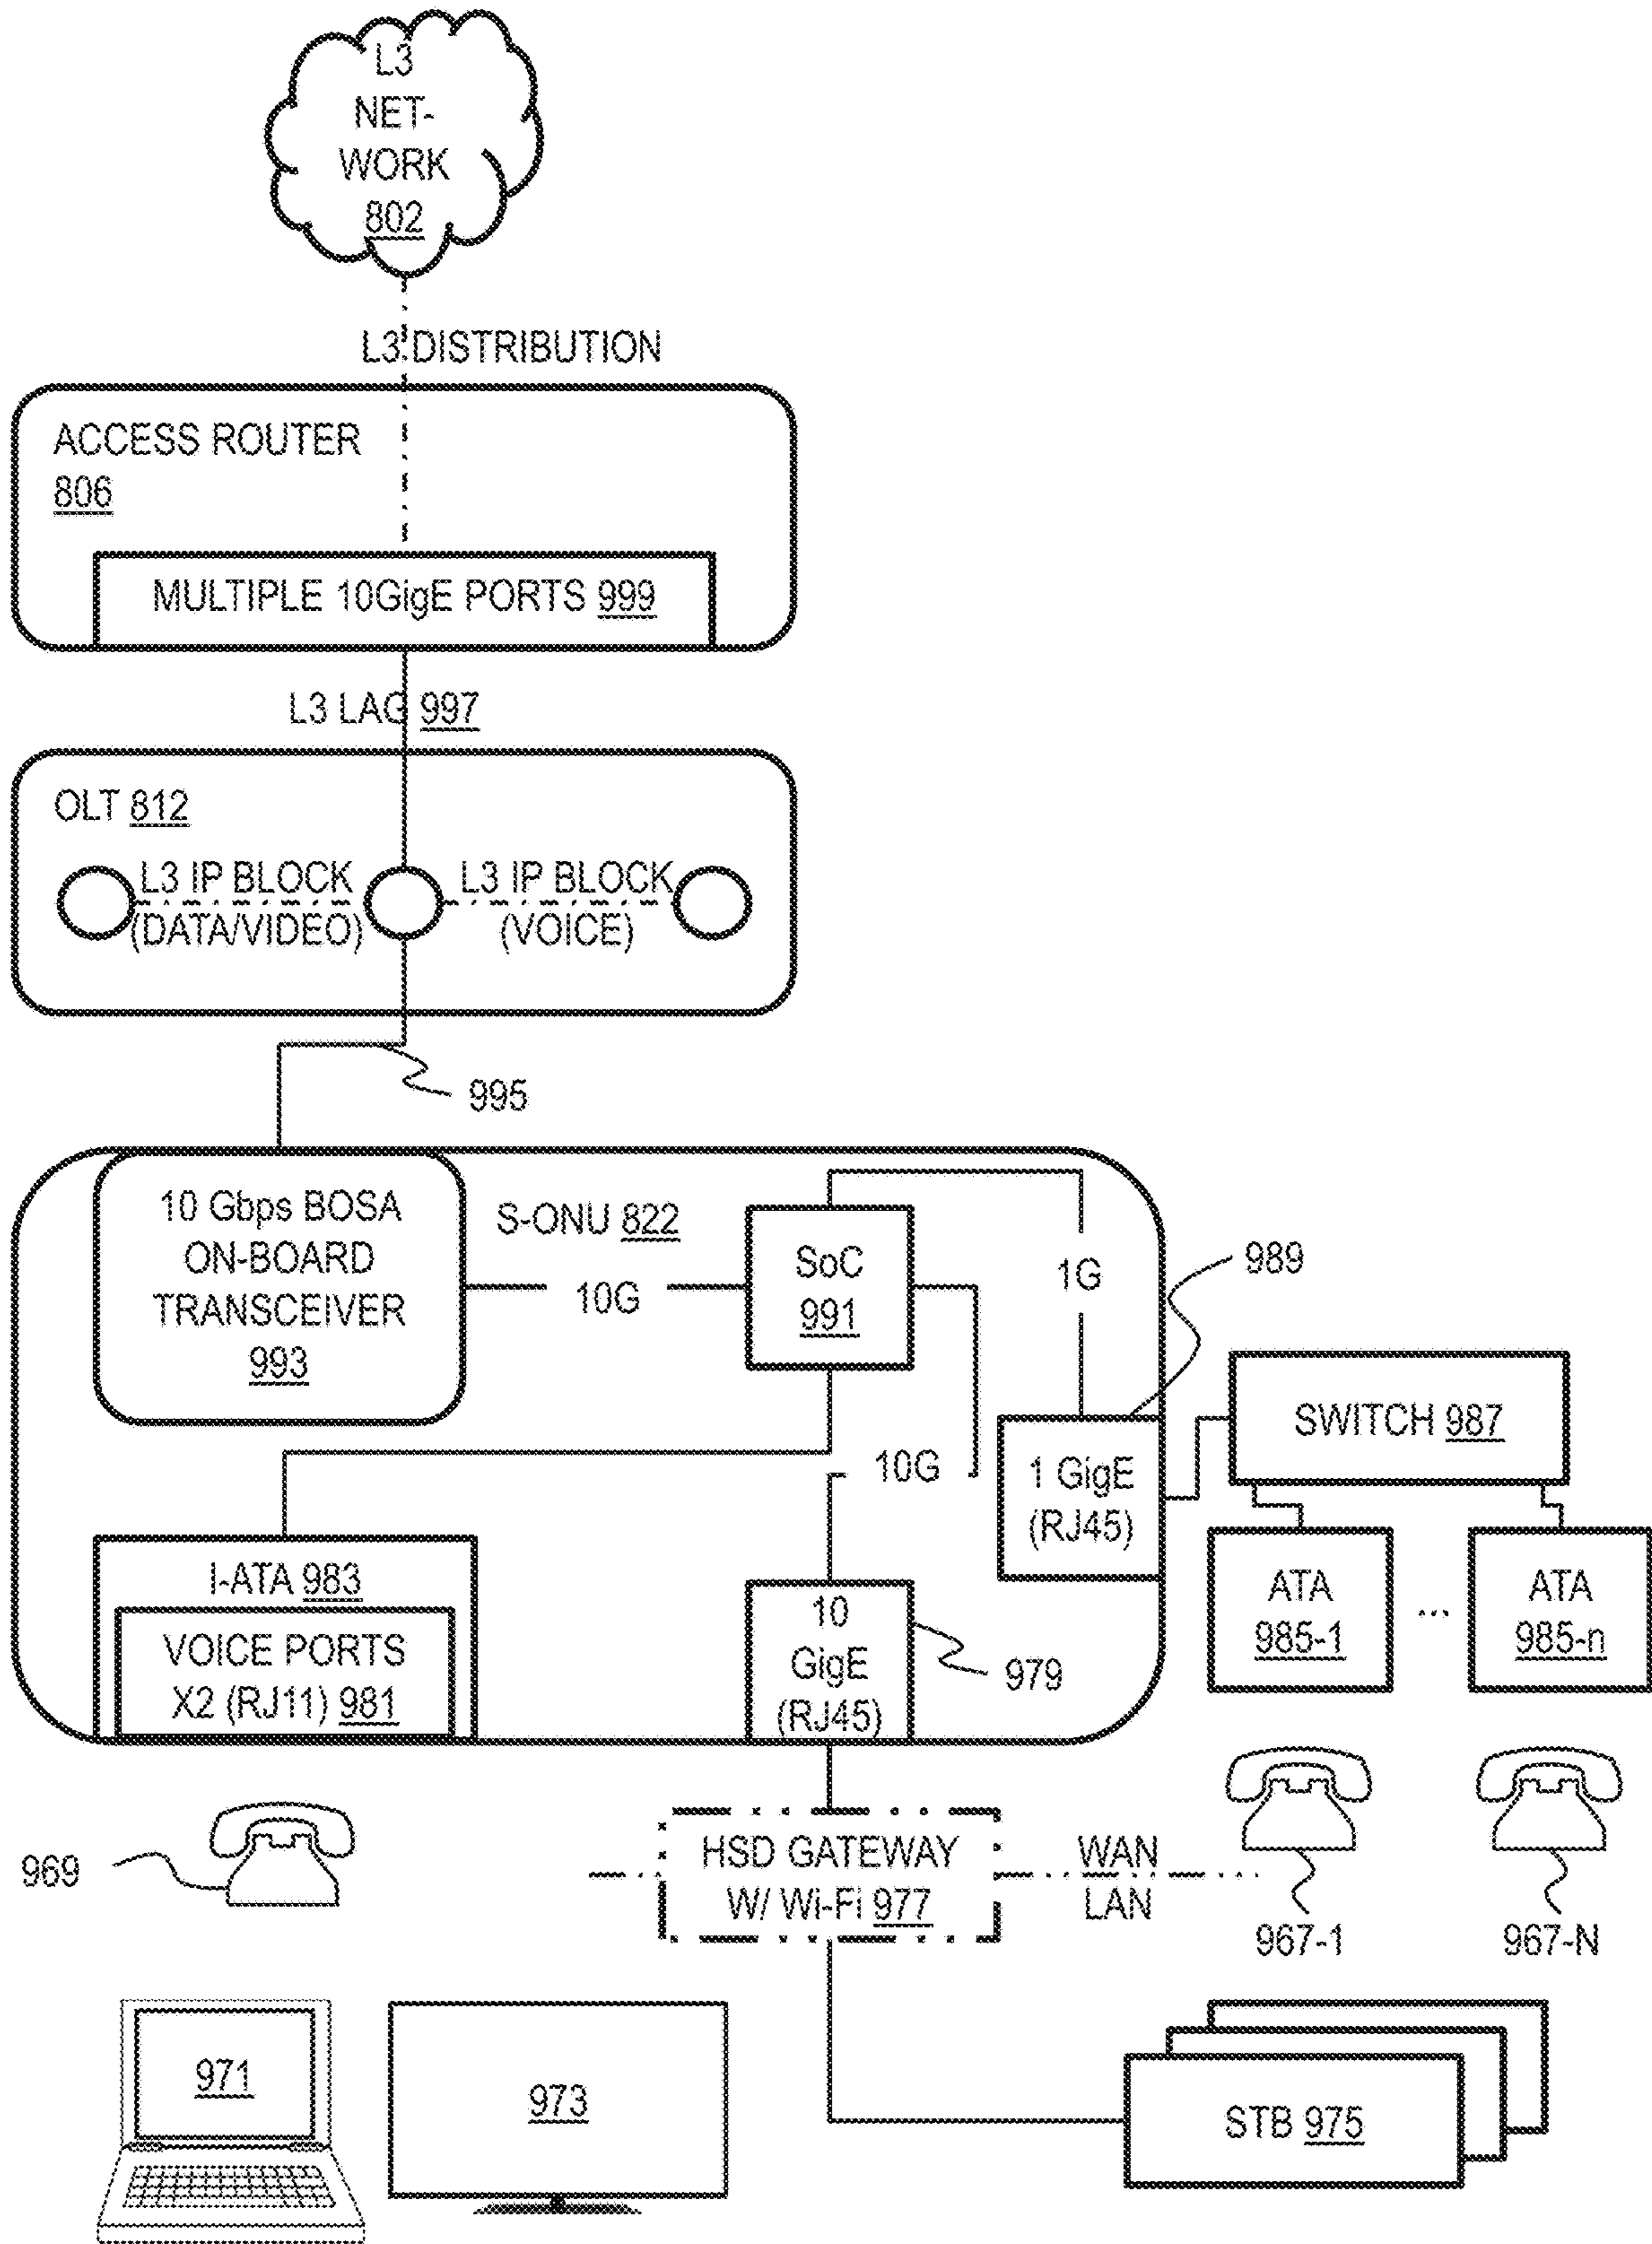 L3
NET-
WORK
802
L3 DISTRIBUTION
ACCESS ROUTER
806
MULTIPLE 10GigE PORTS 999
L3 LAG 997
OLT 812
L3 IP BLOCK
(DATA/VIDEO)
L3 IP BLOCK
(VOICE)
995
10 Gbps BOSA
ON-BOARD
TRANSCEIVER
993
S-ONU 822
10G
SoC
991
1G
989
10G
1 GigE
(RJ45)
SWITCH 987
ATA
985-1
...
ATA
985-n
I-ATA 983
VOICE PORTS
X2 (RJ11) 981
10
GigE
(RJ45)
979
969
HSD GATEWAY
W/ Wi-Fi 977
WAN
LAN
967-1
967-N
971
973
STB 975